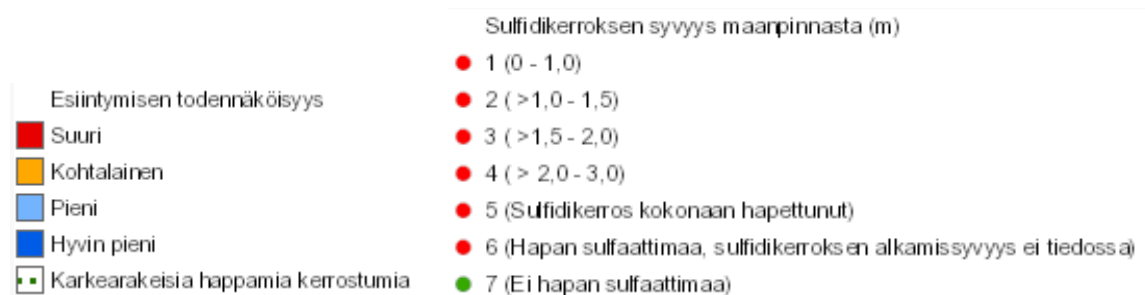 Esiintymisen todennäköisyys
Suuri
Kohtalainen
Pieni
Hyvin pieni
Karkearakeisia happamia kerrostumia
Sulfidikerroksen syvyys maanpinnasta (m)
1 (0 - 1,0)
2 ( >1,0 - 1,5)
3 ( >1,5 - 2,0)
4 ( > 2,0 - 3,0)
5 (Sulfidikerros kokonaan hapettunut)
6 (Hapan sulfaattimaa, sulfidikerroksen alkamissyvyys ei tiedossa)
7 (Ei hapan sulfaattimaa)